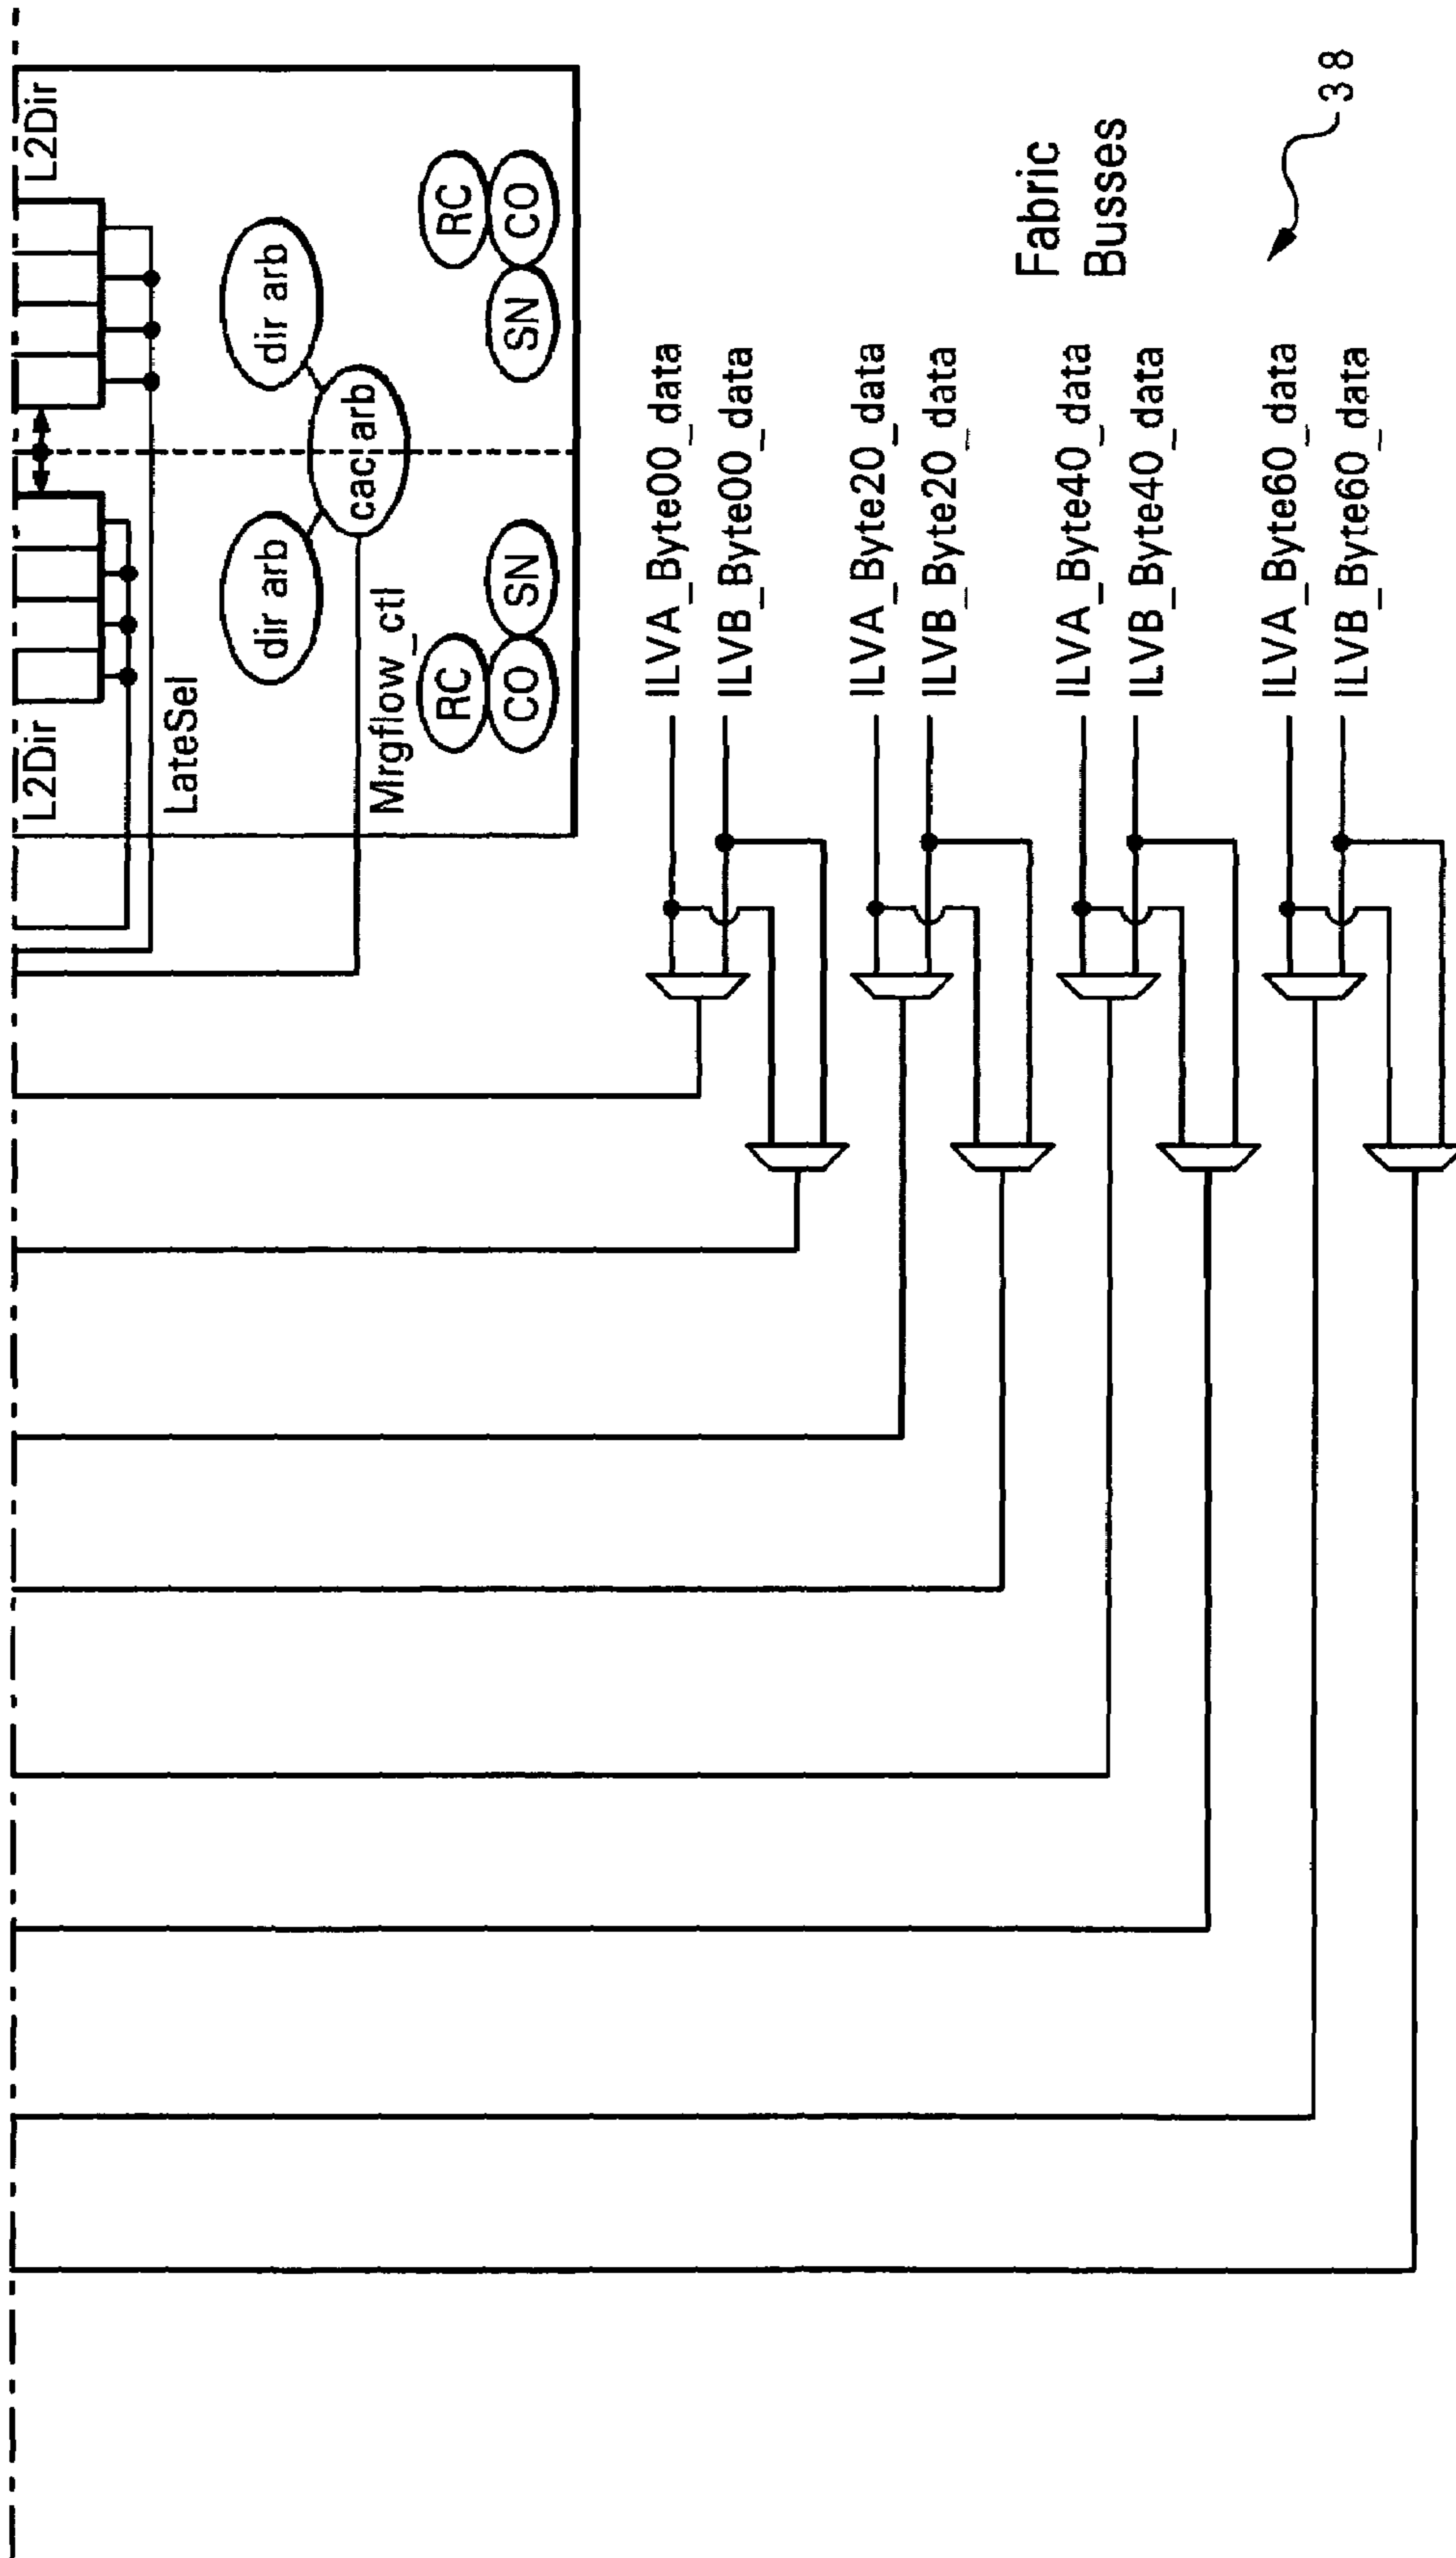 L2Dir
L2Dir
LateSel
dir arb
dir arb
cac arb
Mrgflow_ctl
RC
CO
SN
RC
CO
SN
ILVA_Byte00_data
ILVB_Byte00_data
ILVA_Byte20_data
ILVB_Byte20_data
ILVA_Byte40_data
ILVB_Byte40_data
ILVA_Byte60_data
ILVB_Byte60_data
Fabric
Busses
38